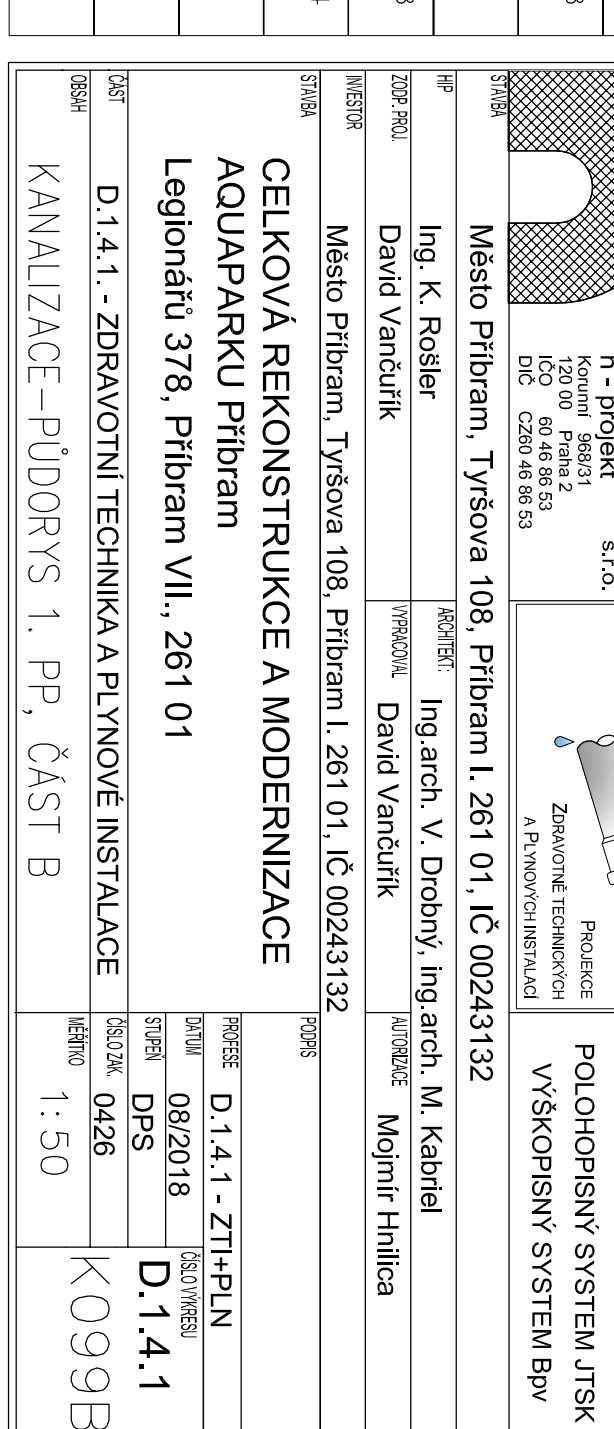 n - projekt s.r.o.
Korunní 968/31
120 00 Praha 2
IČO 60 46 86 53
DIČ CZ60 46 86 53
PROJEKCE
ZDRAVOTNĚ TECHNICKÝCH
A PLYNOVÝCH INSTALACÍ
POLOHOPISNÝ SYSTEM JTSK
VÝŠKOPISNÝ SYSTEM Bpv
STAVBA Město Příbram, Tyršova 108, Příbram I. 261 01, IČ 00243132
HIP Ing. K. Rošler ARCHITEKT: Ing.arch. V. Drobný, ing.arch. M. Kabriel
ZODP. PROJ. David Vančuřík VYPRACOVAL David Vančuřík AUTORIZACE Mojmír Hnilica
INVESTOR Město Příbram, Tyršova 108, Příbram I. 261 01, IČ 00243132
STAVBA
CELKOVÁ REKONSTRUKCE A MODERNIZACE
AQUAPARKU Příbram
Legionářů 378, Příbram VII., 261 01
PODPIS
PROFESE D.1.4.1 - ZTI+PLN
DATUM 08/2018
STUPEŇ DPS
ČÍSLO VÝKRESU
D.1.4.1
ČÁST D.1.4.1. - ZDRAVOTNÍ TECHNIKA A PLYNOVÉ INSTALACE
ČÍSLO ZAK. 0426
OBSAH KANALIZACE-PŮDORYS 1. PP, ČÁST B
MĚŘÍTKO 1:50
K099B